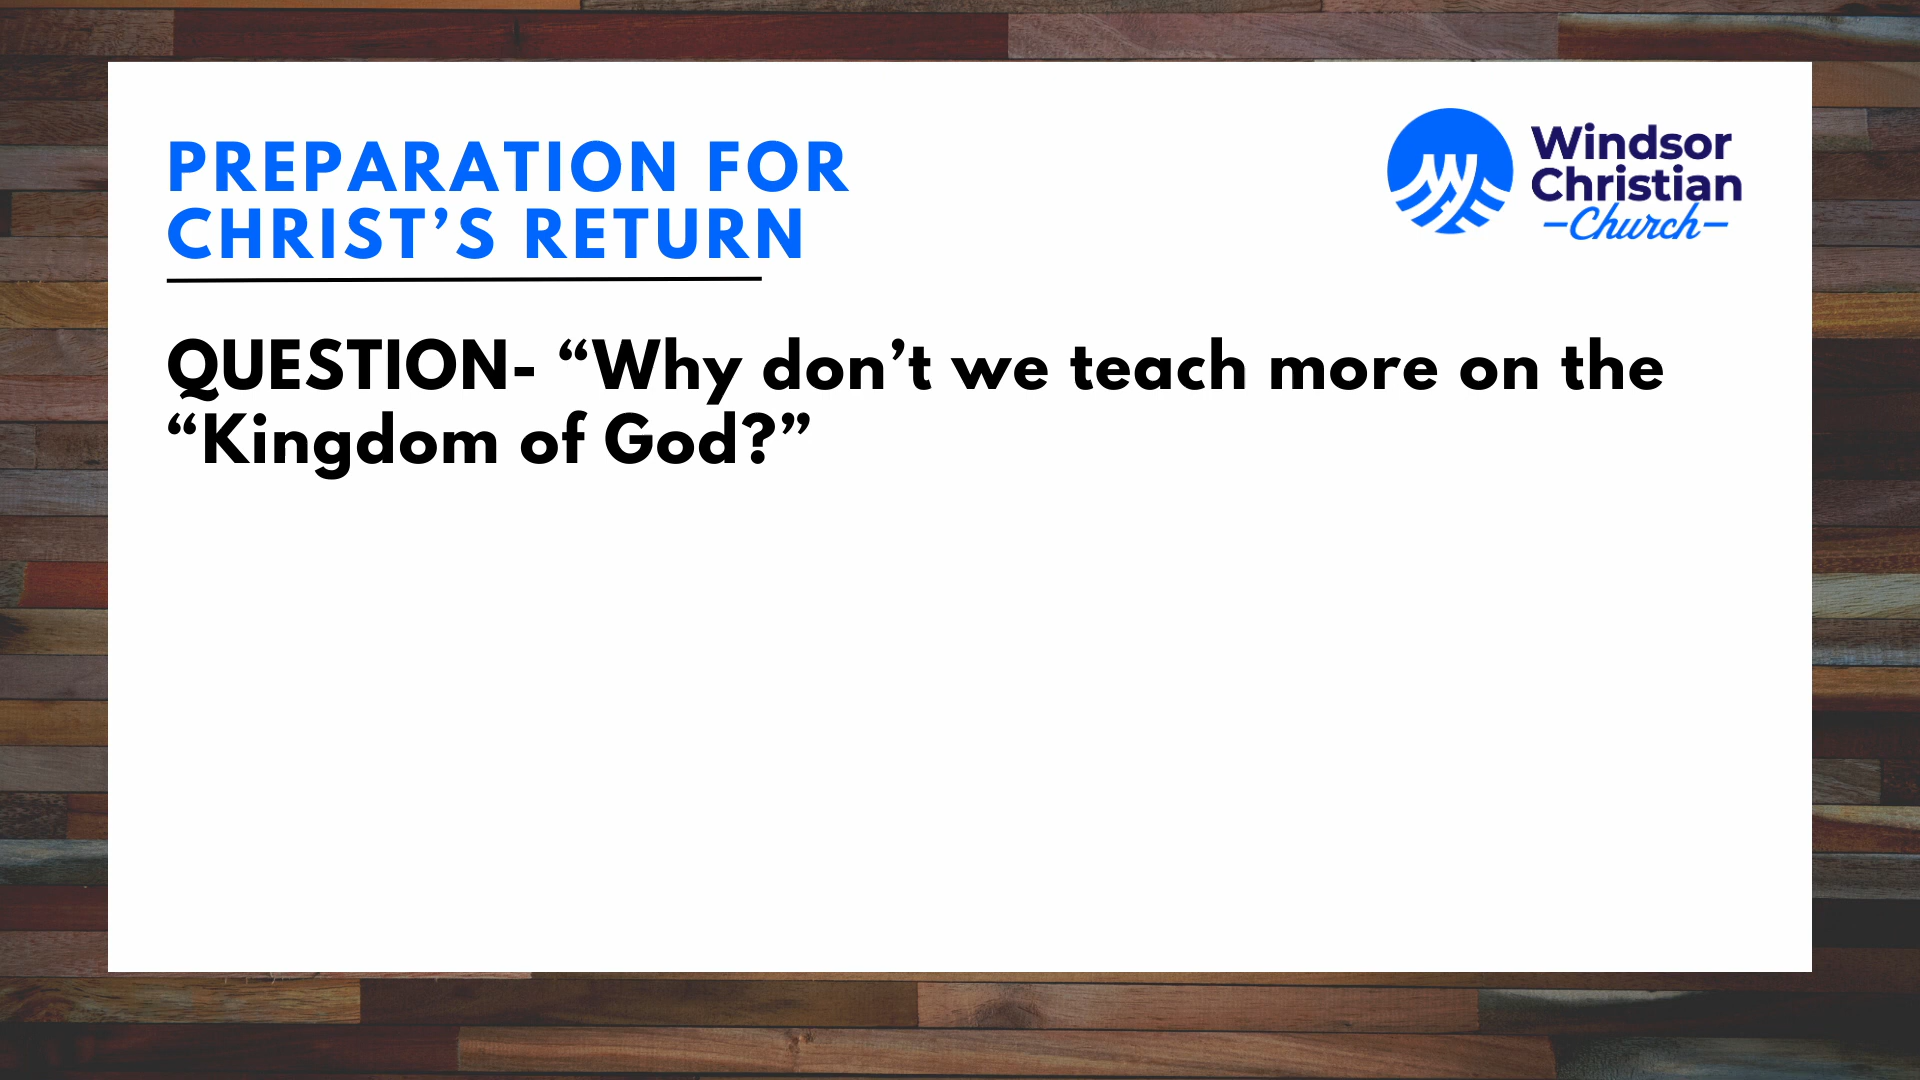 PREPARATION FOR
CHRIST’S RETURN
Windsor
Christian
–Church–
QUESTION- “Why don’t we teach more on the
“Kingdom of God?”